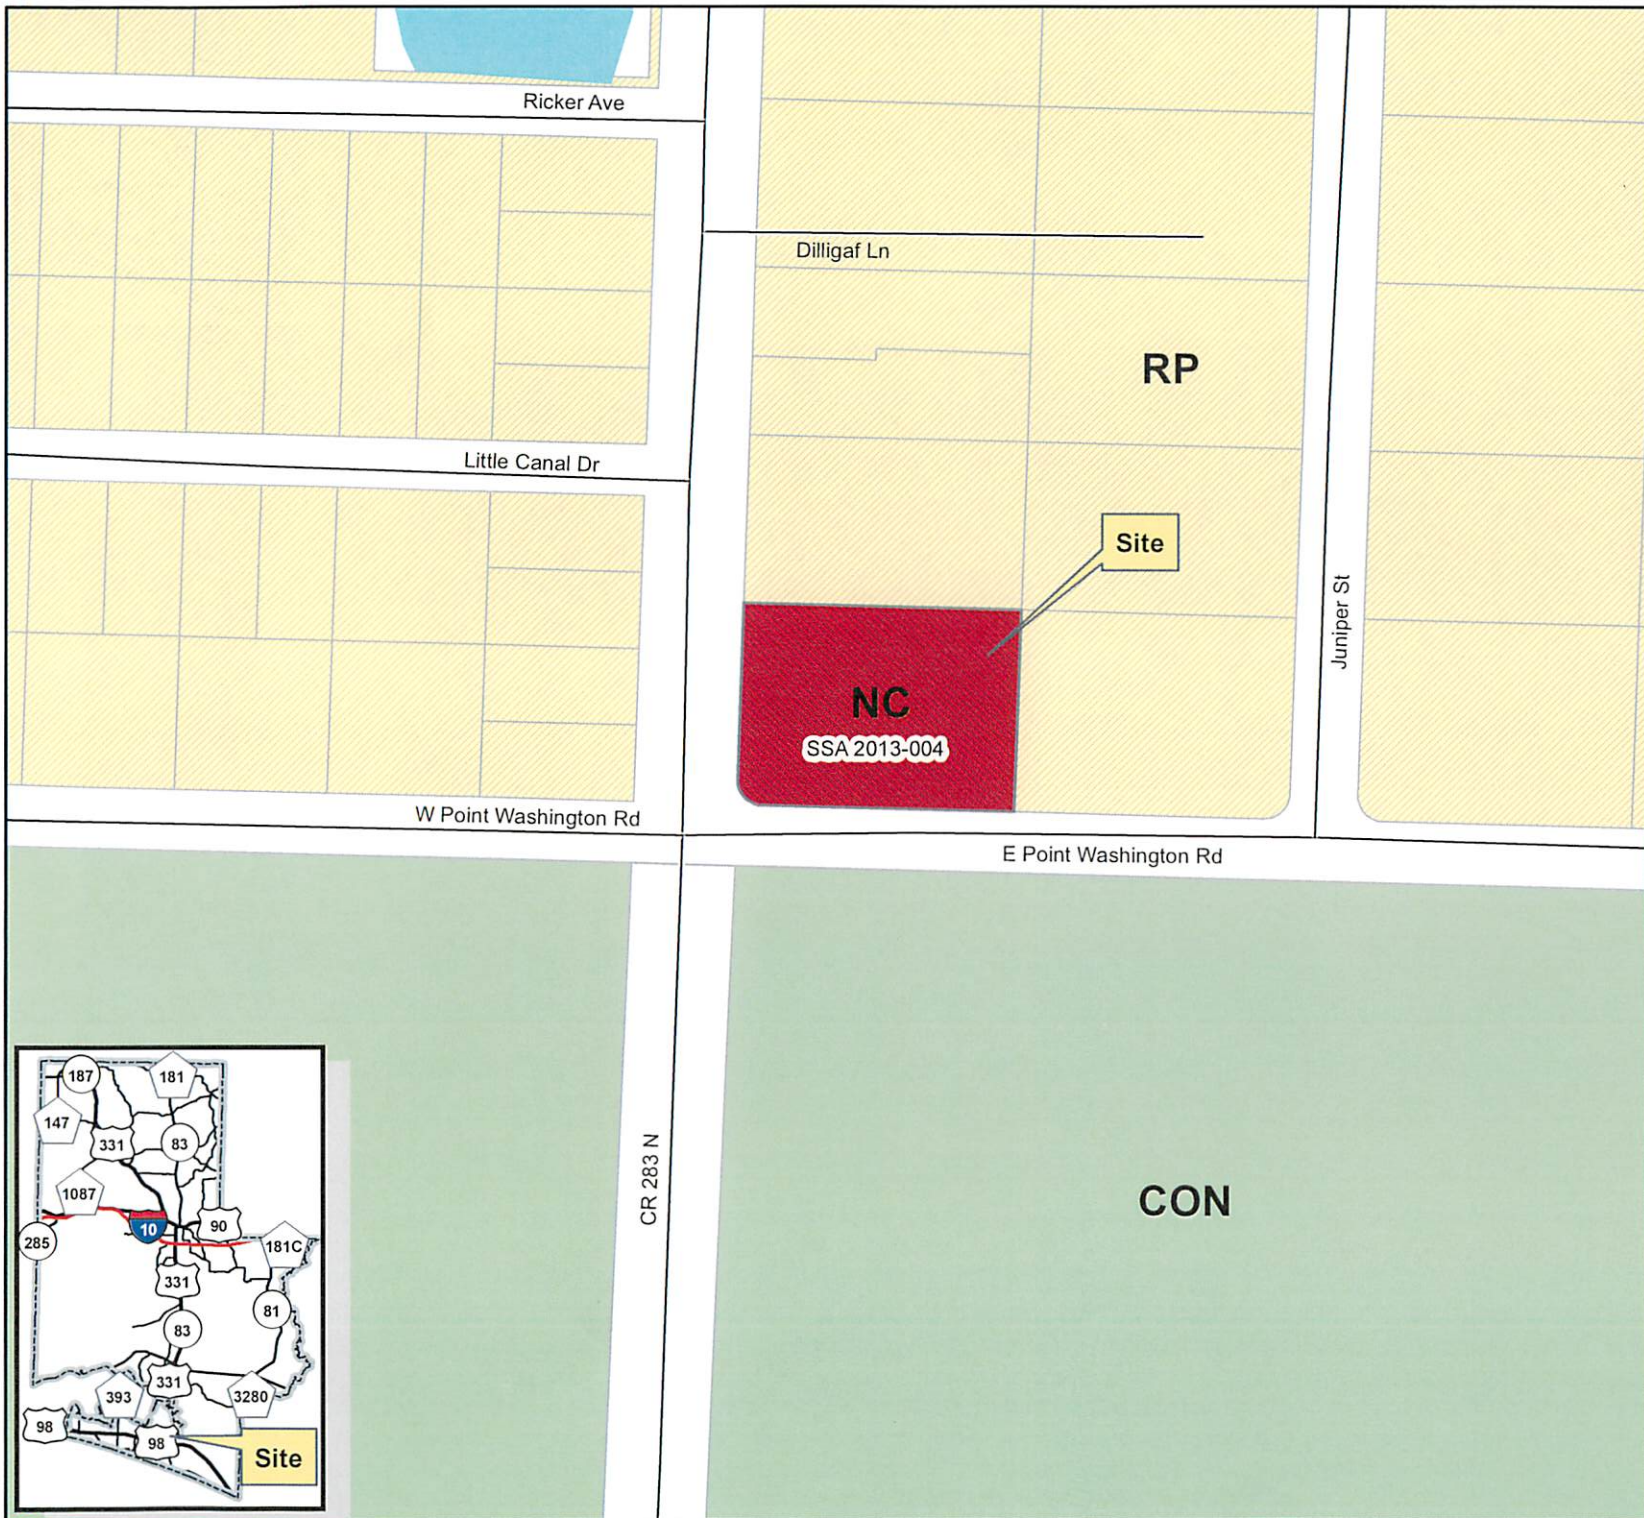 Ricker Ave
Dilligaf Ln
RP
Little Canal Dr
Site
Juniper St
NC
SSA 2013-004
W Point Washington Rd
E Point Washington Rd
CR 283 N
CON
187
181
147
331
83
1087
10
90
285
181C
331
81
83
331
393
3280
98
98
Site